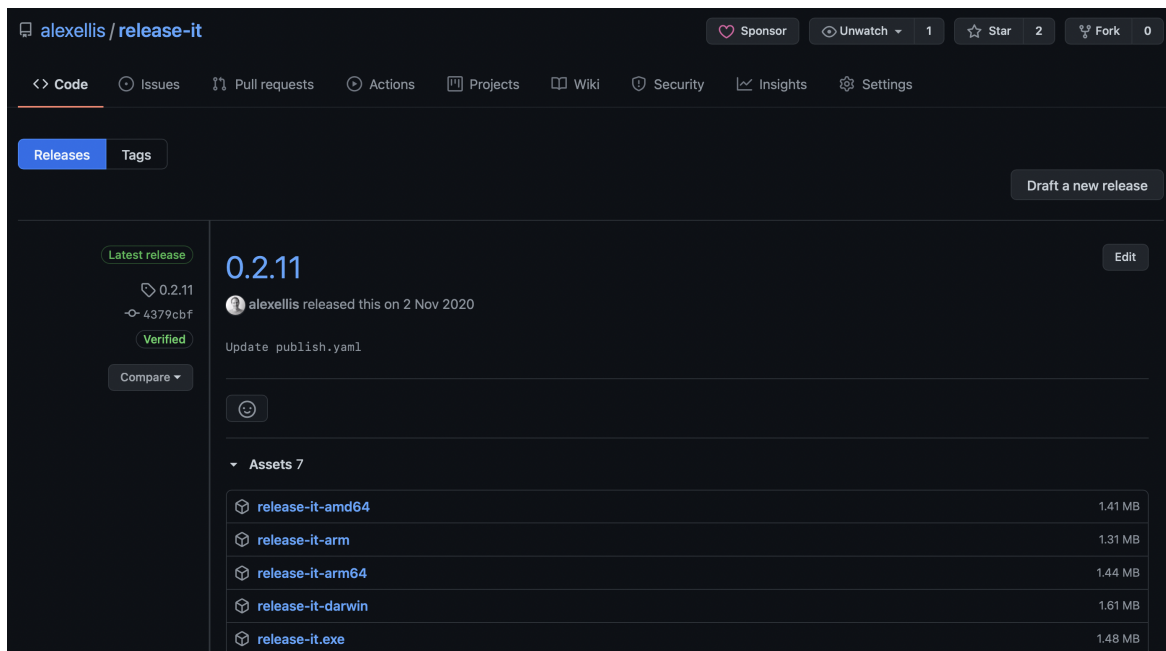 alexellis / release-it
Sponsor Unwatch 1 Star 2 Fork 0
Code Issues Pull requests Actions Projects Wiki Security Insights Settings
Releases Tags
Draft a new release
Latest release
0.2.11
4379cbf
Verified
Compare
0.2.11
Edit
alexellis released this on 2 Nov 2020
Update publish.yaml
Assets 7
release-it-amd64 1.41 MB
release-it-arm 1.31 MB
release-it-arm64 1.44 MB
release-it-darwin 1.61 MB
release-it.exe 1.48 MB